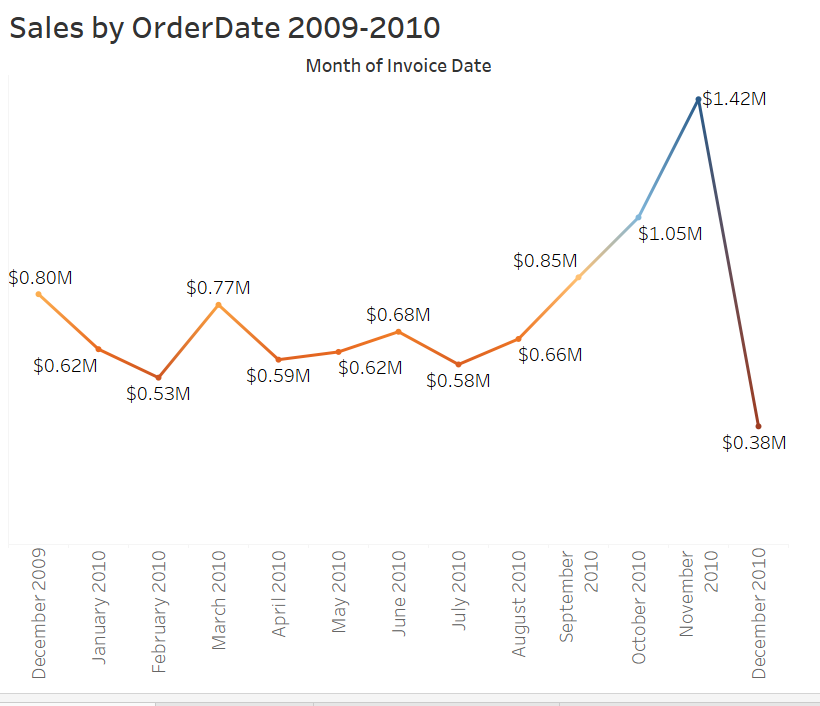 Sales by OrderDate 2009-2010
Month of Invoice Date
$1.42M
$1.05M
$0.85M
$0.80M
$0.77M
$0.68M
$0.66M
$0.62M
$0.62M
$0.59M
$0.58M
$0.53M
$0.38M
December 2009
January 2010
February 2010
March 2010
April 2010
May 2010
June 2010
July 2010
August 2010
September
2010
October 2010
November
2010
December 2010